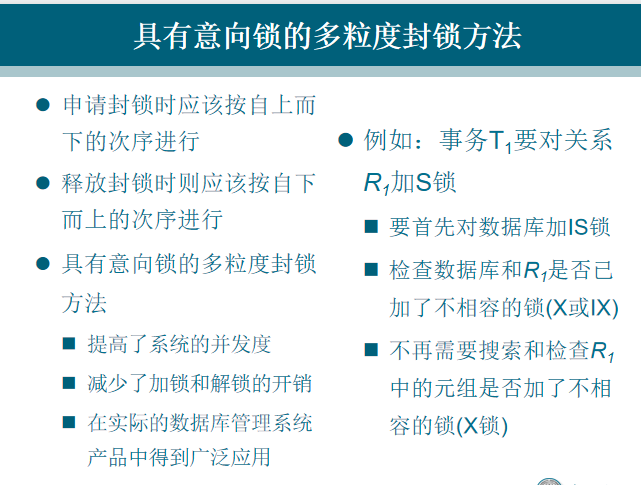 具有意向锁的多粒度封锁方法
申请封锁时应该按自上而
下的次序进行
释放封锁时则应该按自下
而上的次序进行
具有意向锁的多粒度封锁
方法
提高了系统的并发度
减少了加锁和解锁的开销
在实际的数据库管理系统
产品中得到广泛应用
例如：事务T1要对关系
R1加S锁
要首先对数据库加IS锁
检查数据库和R1是否已
加了不相容的锁(X或IX)
不再需要搜索和检查R1
中的元组是否加了不相
容的锁(X锁)